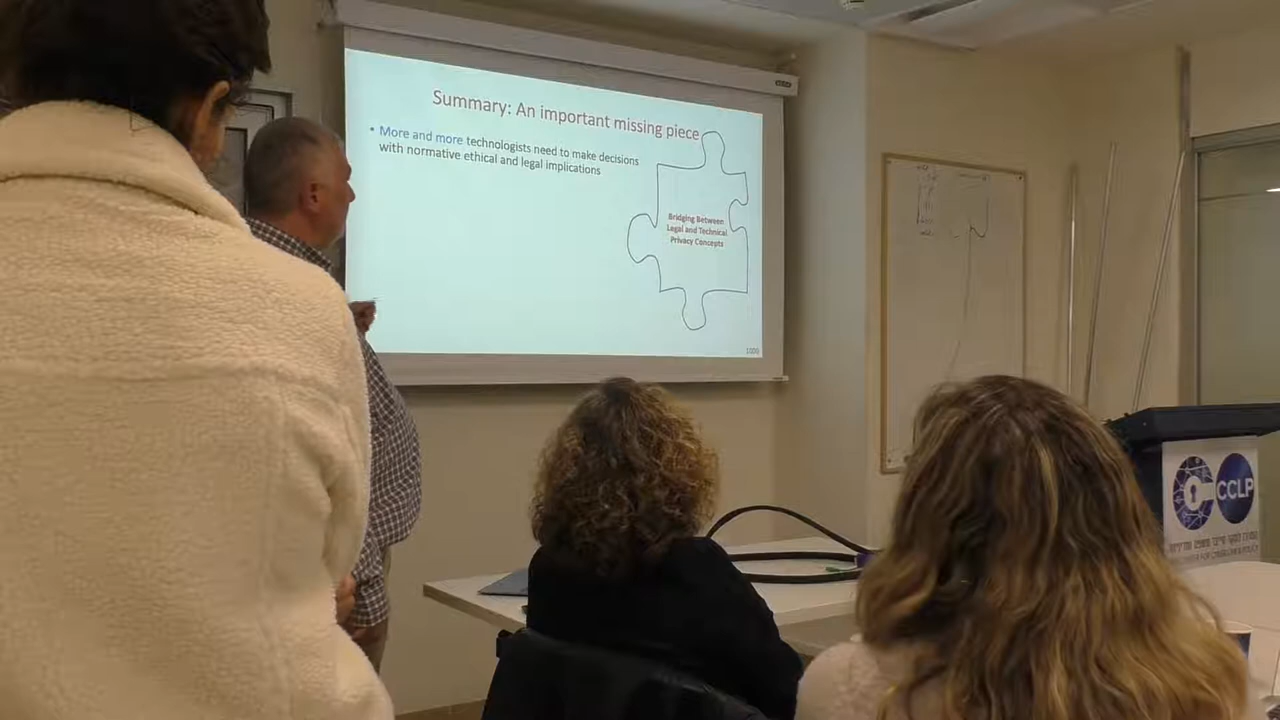 Summary: An important missing piece
• More and more technologists need to make decisions
with normative ethical and legal implications
Bridging Between
Legal and Technical
Privacy Concepts
CCLP